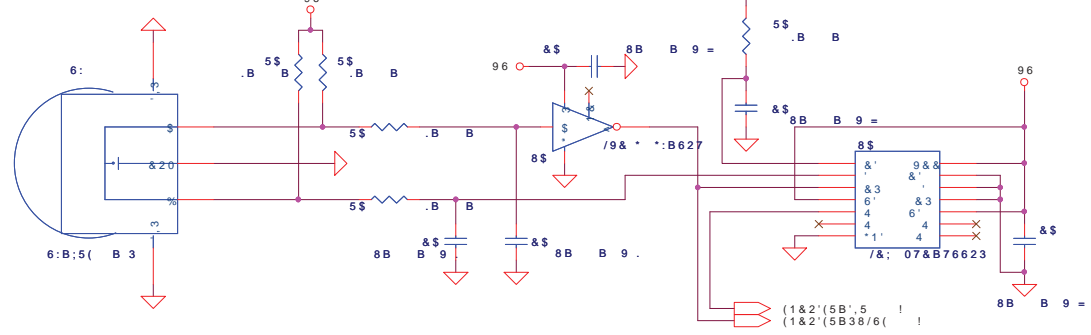 5$
.B B
6:
5$
.B B
5$
.B B
&$
8B B 9 =
96
96
$
&20
%
5$
.B B
$
*
/9& * *:B627
8$
&$
8B B 9 =
8$
&'
'
&3
6'
4
4
*1'
9&&
&'
'
&3
6'
4
4
5$
.B B
6:B;5( B 3
&$
8B B 9 .
&$
8B B 9 .
/&; 07&B76623
&$
8B B 9 =
(1&2'(5B',5 !
(1&2'(5B38/6( !